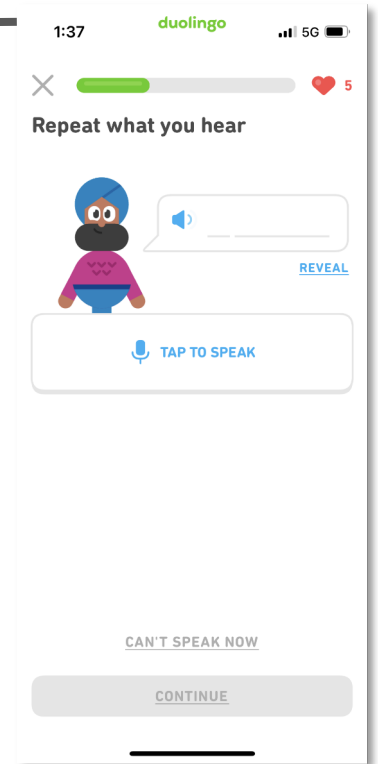 1:37
duolingo
5G
5
Repeat what you hear
REVEAL
TAP TO SPEAK
CAN'T SPEAK NOW
CONTINUE